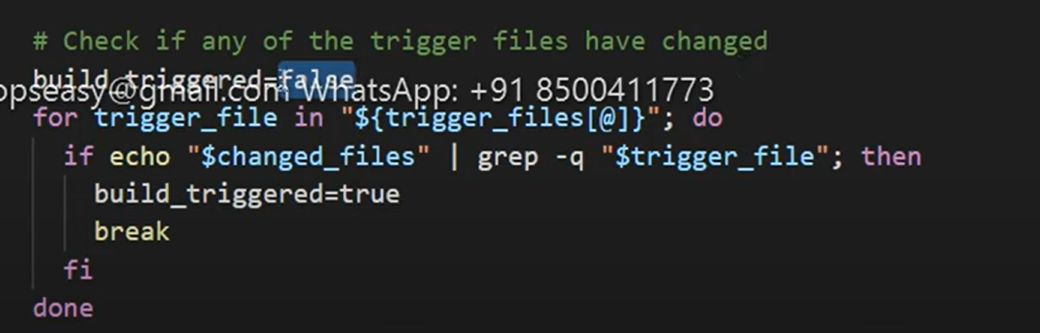 # Check if any of the trigger files have changed
build_triggered=false
opseasy@gmail.com WhatsApp: +91 8500411773
for trigger_file in "${trigger_files[@]}"; do
if echo "$changed_files" | grep -q "$trigger_file"; then
build_triggered=true
break
fi
done